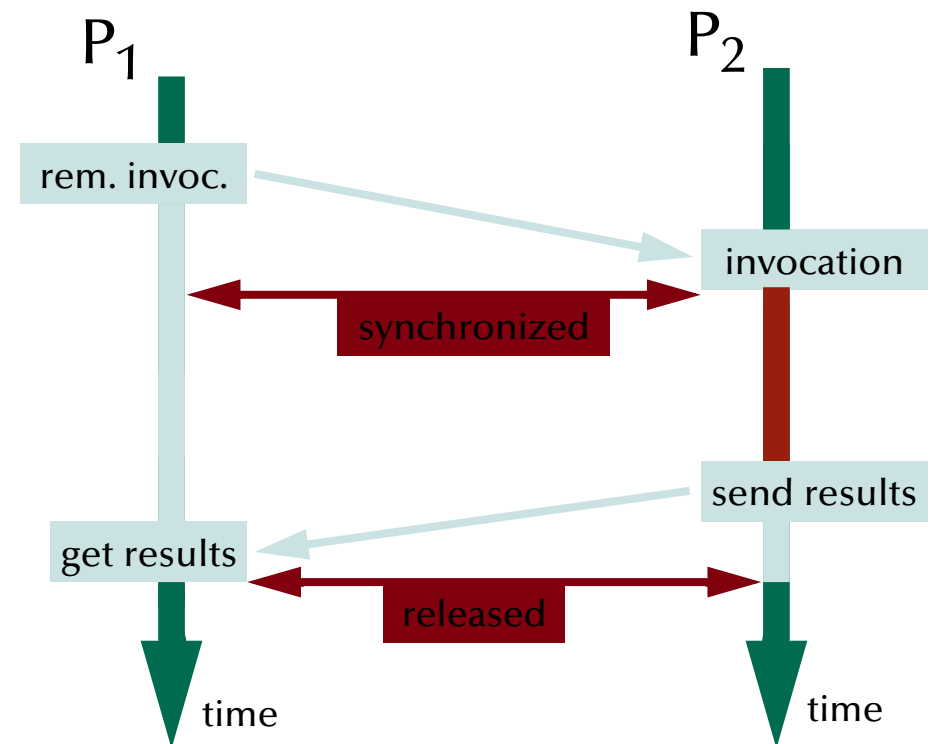 P₁
P₂
rem. invoc.
invocation
synchronized
send results
get results
released
time
time